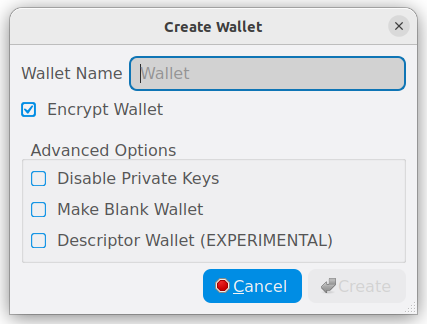 Create Wallet
Wallet Name Wallet
Encrypt Wallet
Advanced Options
Disable Private Keys
Make Blank Wallet
Descriptor Wallet (EXPERIMENTAL)
Cancel Create